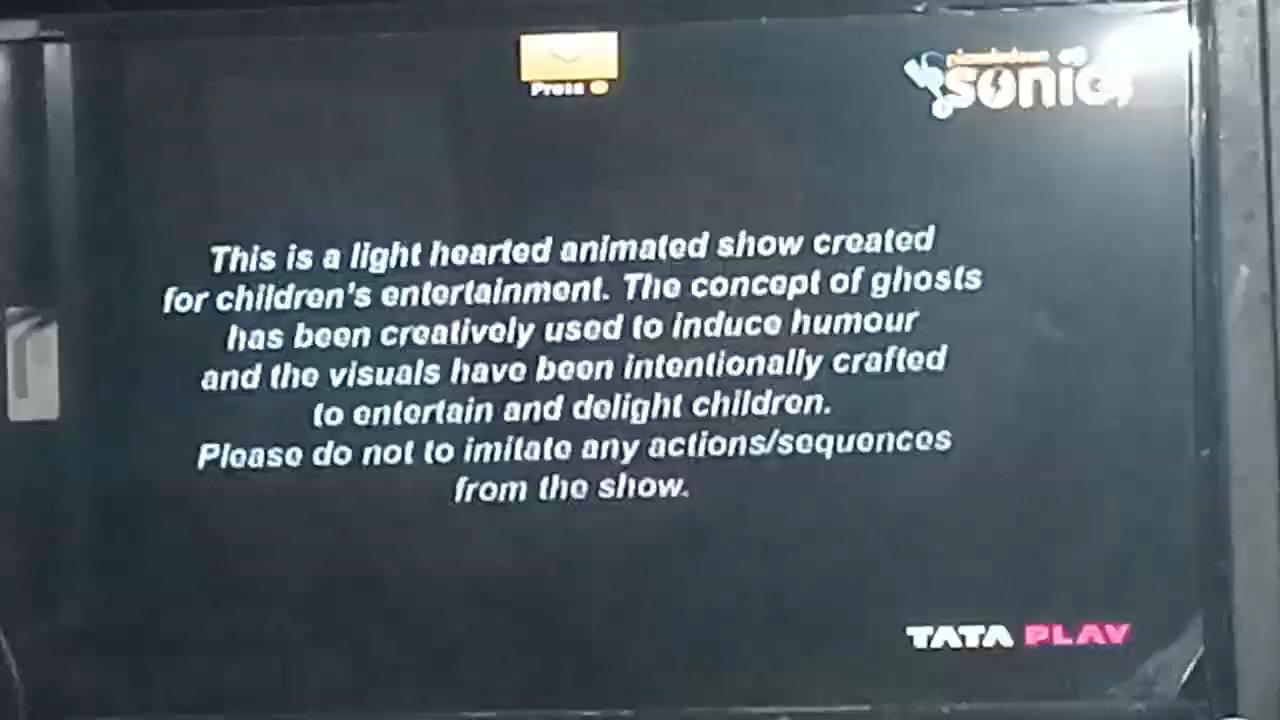 Press
nickelodeon
sonic
This is a light hearted animated show created
for children's entertainment. The concept of ghosts
has been creatively used to induce humour
and the visuals have been intentionally crafted
to entertain and delight children.
Please do not to imitate any actions/sequences
from the show.
TATA PLAY